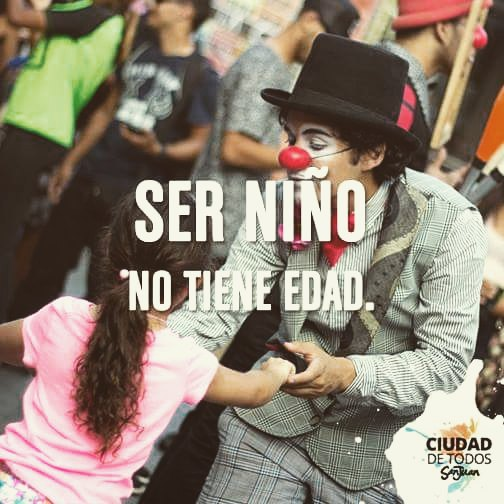 SER NIÑO
NO TIENE EDAD.
CIUDAD
DE TODOS
San Juan